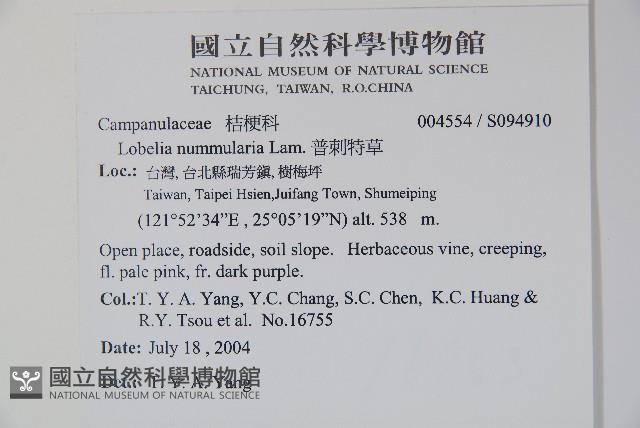 國立自然科學博物館
NATIONAL MUSEUM OF NATURAL SCIENCE
TAICHUNG, TAIWAN, R.O.CHINA
Campanulaceae 桔梗科 004554 / S094910
Lobelia nummularia Lam. 普剌特草
Loc.: 台灣, 台北縣瑞芳鎮, 樹梅坪
Taiwan, Taipei Hsien,Juifang Town, Shumeiping
(121°52'34”E , 25°05'19”N) alt. 538 m.
Open place, roadside, soil slope. Herbaceous vine, creeping,
fl. pale pink, fr. dark purple.
Col.:T. Y. A. Yang, Y.C. Chang, S.C. Chen, K.C. Huang &
R.Y. Tsou et al. No.16755
Date: July 18 , 2004
Det.: T. Y. A. Yang
國立自然科學博物館
NATIONAL MUSEUM OF NATURAL SCIENCE